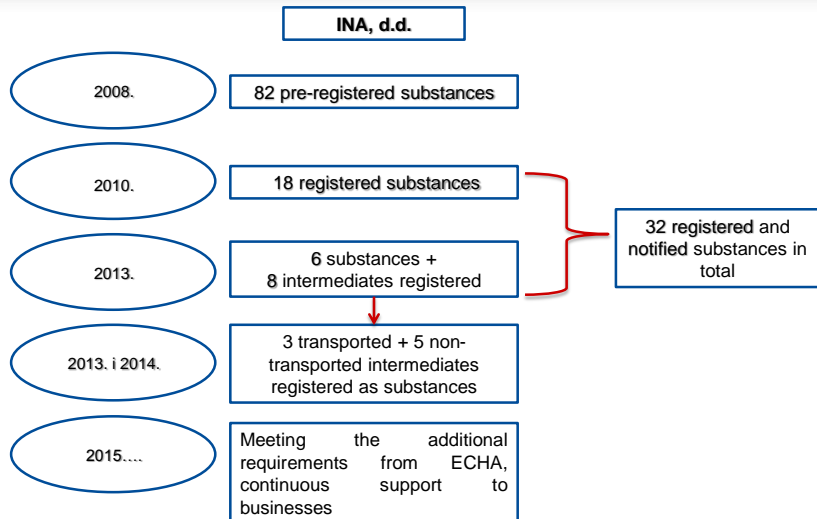 INA, d.d.
2008.
82 pre-registered substances
2010.
18 registered substances
32 registered and
notified substances in
total
2013.
6 substances +
8 intermediates registered
2013. i 2014.
3 transported + 5 non-
transported intermediates
registered as substances
2015….
Meeting the additional
requirements from ECHA,
continuous support to
businesses